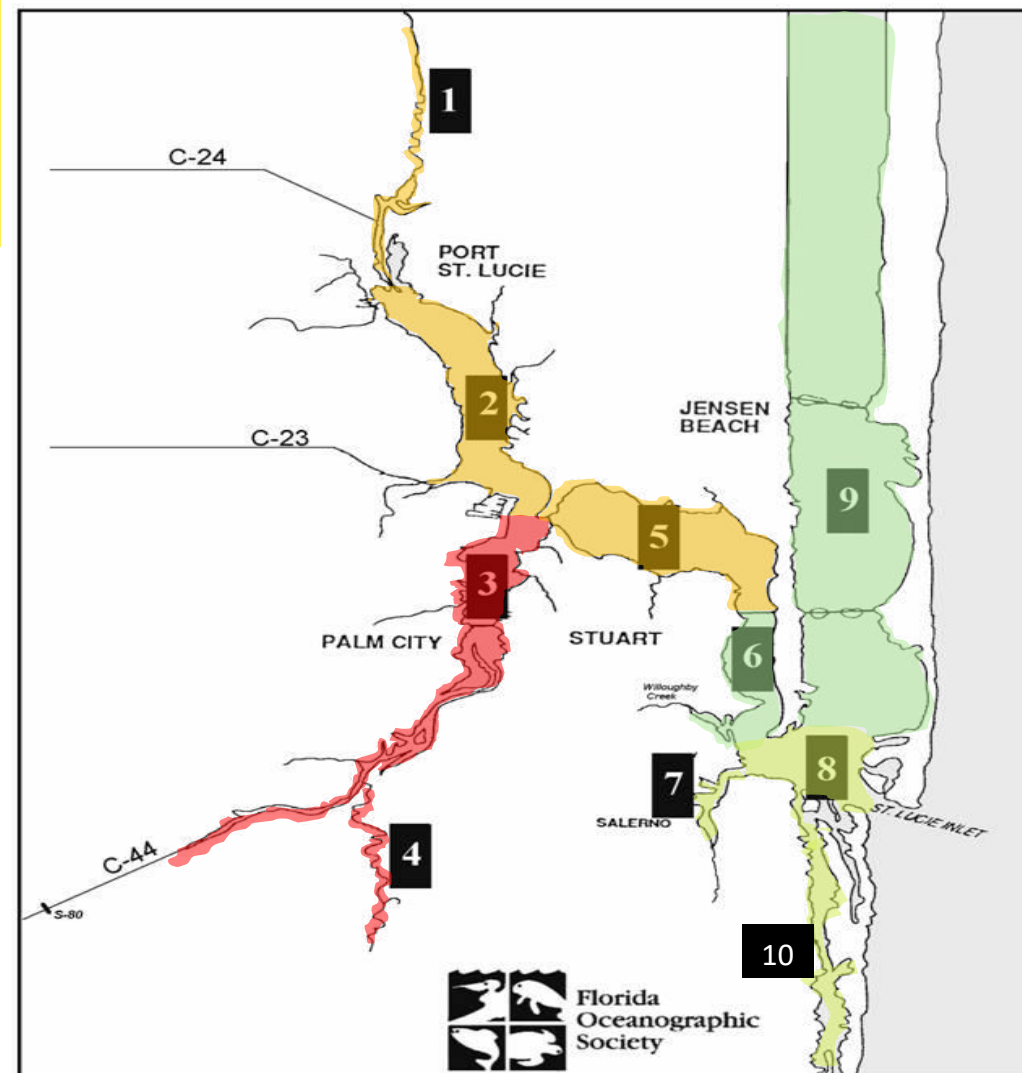 1
C-24
PORT
ST. LUCIE
2
JENSEN
BEACH
C-23
9
5
3
PALM CITY
STUART
6
Willoughby
Creek
7
8
SALERNO
ST. LUCIE INLET
4
C-44
S-80
10
Florida
Oceanographic
Society